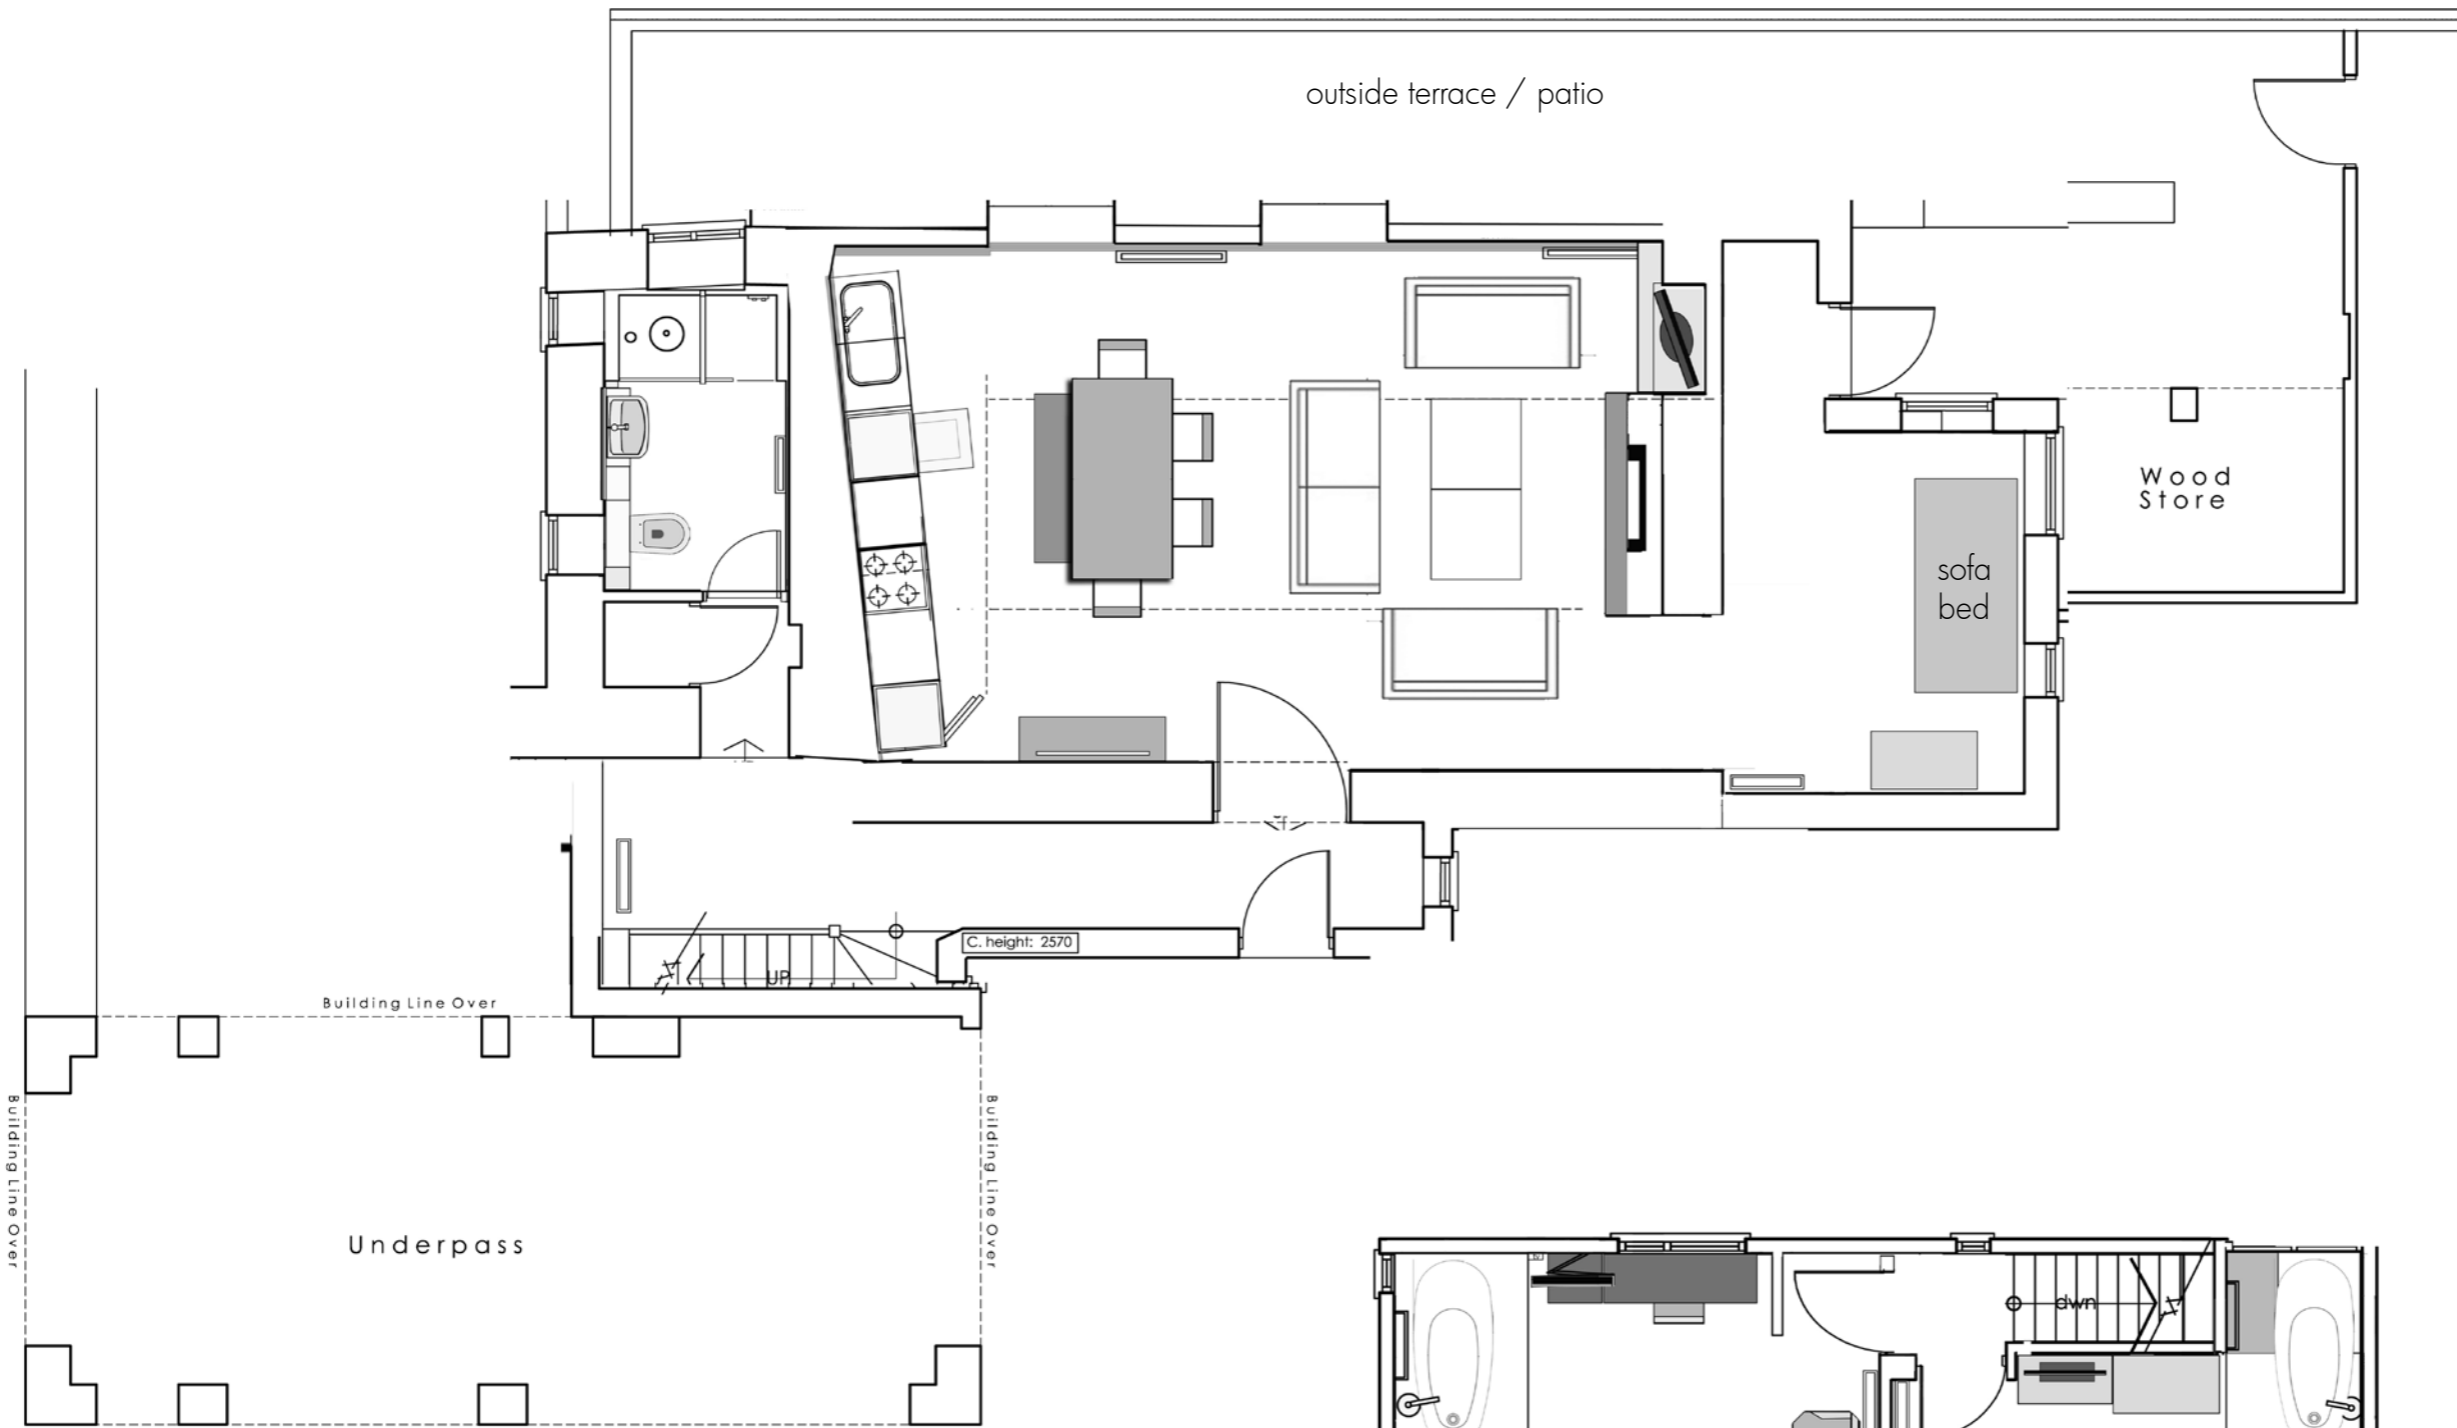 outside terrace / patio
Wood
Store
sofa
bed
C. height: 2570
UP
Building Line Over
Building Line Over
Building Line Over
Underpass
dwn